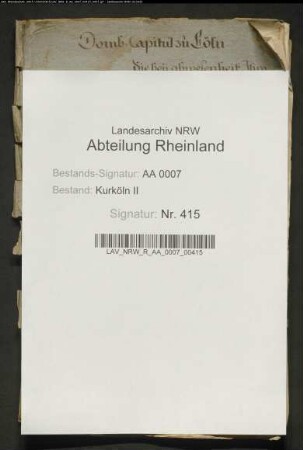 Domb-Capitul zu Cöln
Landesarchiv NRW
Abteilung Rheinland
Bestands-Signatur: AA 0007
Bestand: Kurköln II
Signatur: Nr. 415
LAV_NRW_R_AA_0007_00415